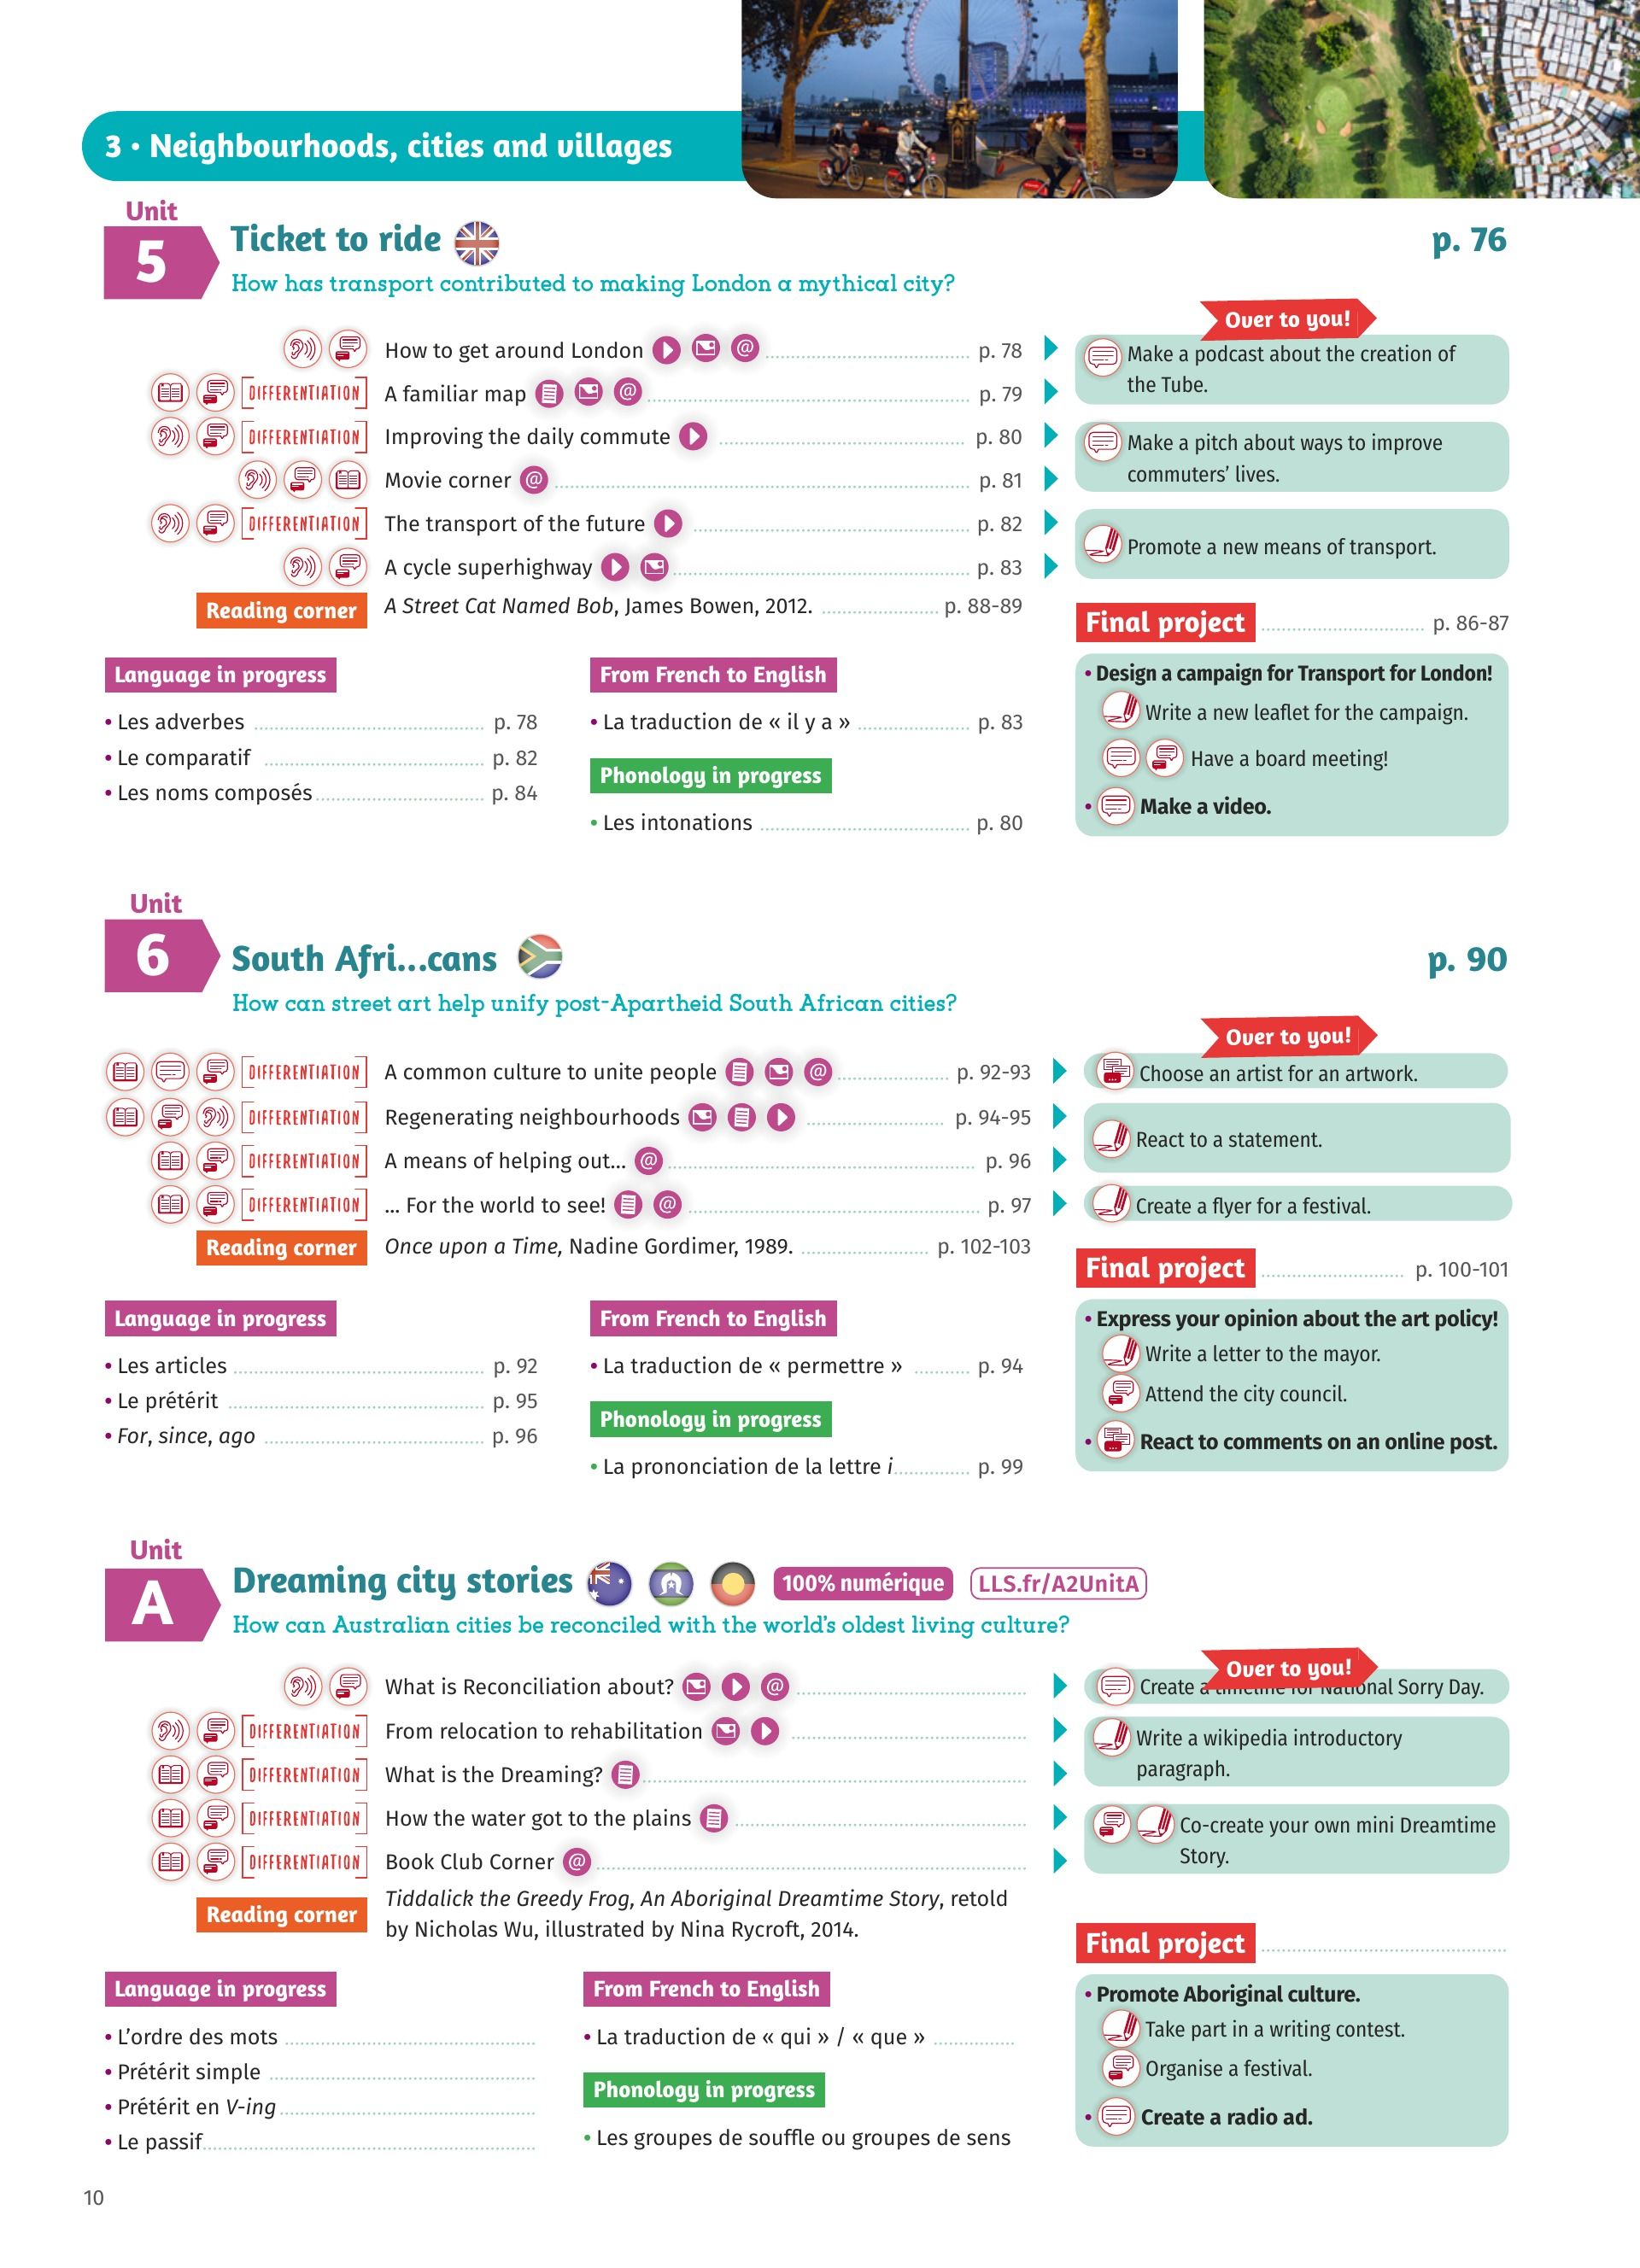 3 • Neighbourhoods, cities and villages
Unit
5
Ticket to ride
p. 76
How has transport contributed to making London a mythical city?
Over to you!
How to get around London p. 78
Make a podcast about the creation of
the Tube.
DIFFERENTIATION A familiar map p. 79
DIFFERENTIATION Improving the daily commute p. 80
Make a pitch about ways to improve
commuters' lives.
Movie corner p. 81
DIFFERENTIATION The transport of the future p. 82
Promote a new means of transport.
A cycle superhighway p. 83
Reading corner A Street Cat Named Bob, James Bowen, 2012. p. 88-89
Final project p. 86-87
• Design a campaign for Transport for London!
Write a new leaflet for the campaign.
Have a board meeting!
• Make a video.
Language in progress
• Les adverbes p. 78
• Le comparatif p. 82
• Les noms composés p. 84
From French to English
• La traduction de « il y a » p. 83
Phonology in progress
• Les intonations p. 80
Unit
6
South Afri...cans
p. 90
How can street art help unify post-Apartheid South African cities?
Over to you!
DIFFERENTIATION A common culture to unite people p. 92-93
Choose an artist for an artwork.
DIFFERENTIATION Regenerating neighbourhoods p. 94-95
React to a statement.
DIFFERENTIATION A means of helping out... p. 96
DIFFERENTIATION ... For the world to see! p. 97
Create a flyer for a festival.
Reading corner Once upon a Time, Nadine Gordimer, 1989. p. 102-103
Final project p. 100-101
• Express your opinion about the art policy!
Write a letter to the mayor.
Attend the city council.
• React to comments on an online post.
Language in progress
• Les articles p. 92
• Le prétérit p. 95
• For, since, ago p. 96
From French to English
• La traduction de « permettre » p. 94
Phonology in progress
• La prononciation de la lettre i p. 99
Unit
A
Dreaming city stories
100% numérique
LLS.fr/A2UnitA
How can Australian cities be reconciled with the world's oldest living culture?
Over to you!
What is Reconciliation about?
Create a timeline for National Sorry Day.
DIFFERENTIATION From relocation to rehabilitation
Write a wikipedia introductory
paragraph.
DIFFERENTIATION What is the Dreaming?
DIFFERENTIATION How the water got to the plains
Co-create your own mini Dreamtime
Story.
DIFFERENTIATION Book Club Corner
Reading corner Tiddalick the Greedy Frog, An Aboriginal Dreamtime Story, retold
by Nicholas Wu, illustrated by Nina Rycroft, 2014.
Final project
• Promote Aboriginal culture.
Take part in a writing contest.
Organise a festival.
• Create a radio ad.
Language in progress
• L'ordre des mots
• Prétérit simple
• Prétérit en V-ing
• Le passif
From French to English
• La traduction de « qui » / « que »
Phonology in progress
• Les groupes de souffle ou groupes de sens
10